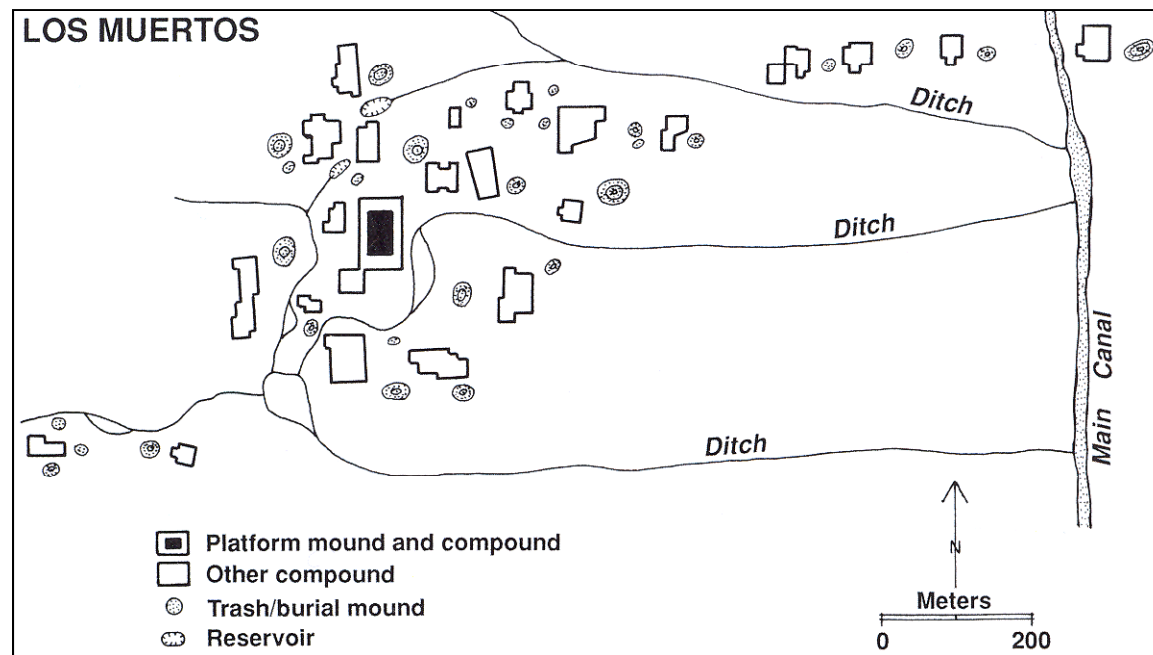 LOS MUERTOS
Ditch
Ditch
Ditch
Main Canal
N
Platform mound and compound
Other compound
Trash/burial mound
Reservoir
Meters
0 200